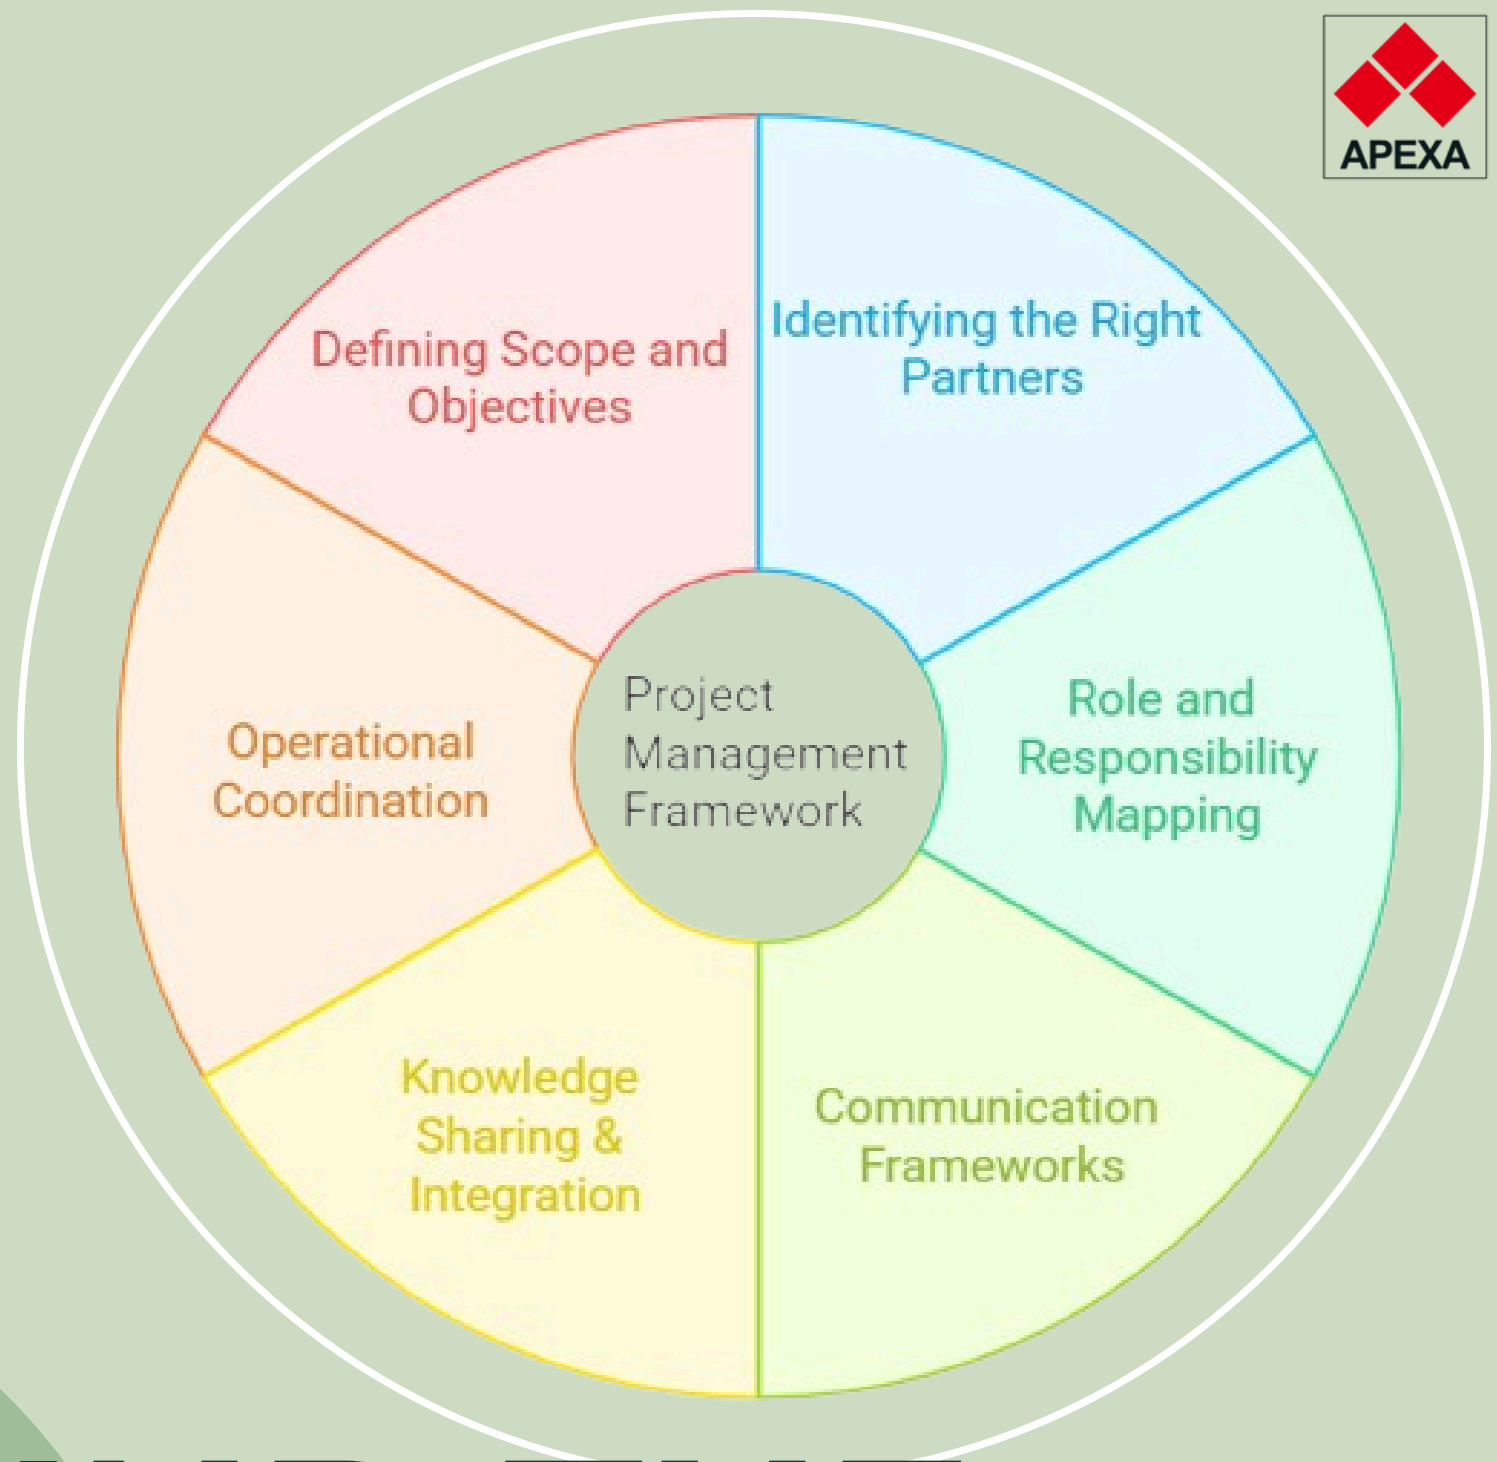 APEXA
Defining Scope and
Objectives
Identifying the Right
Partners
Role and
Responsibility
Mapping
Communication
Frameworks
Knowledge
Sharing &
Integration
Operational
Coordination
Project
Management
Framework